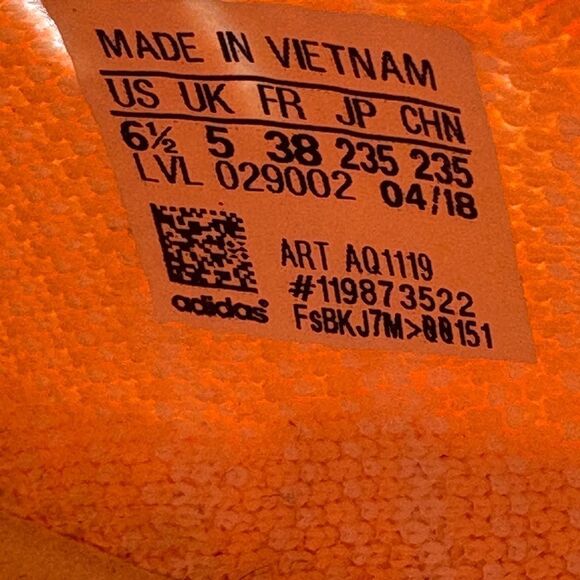 MADE IN VIETNAM
US UK FR JP CHN
6½ 5 38 235 235
LVL 029002 04/18
ART AQ1119
#119873522
adidas
FsBKJ7M>00151